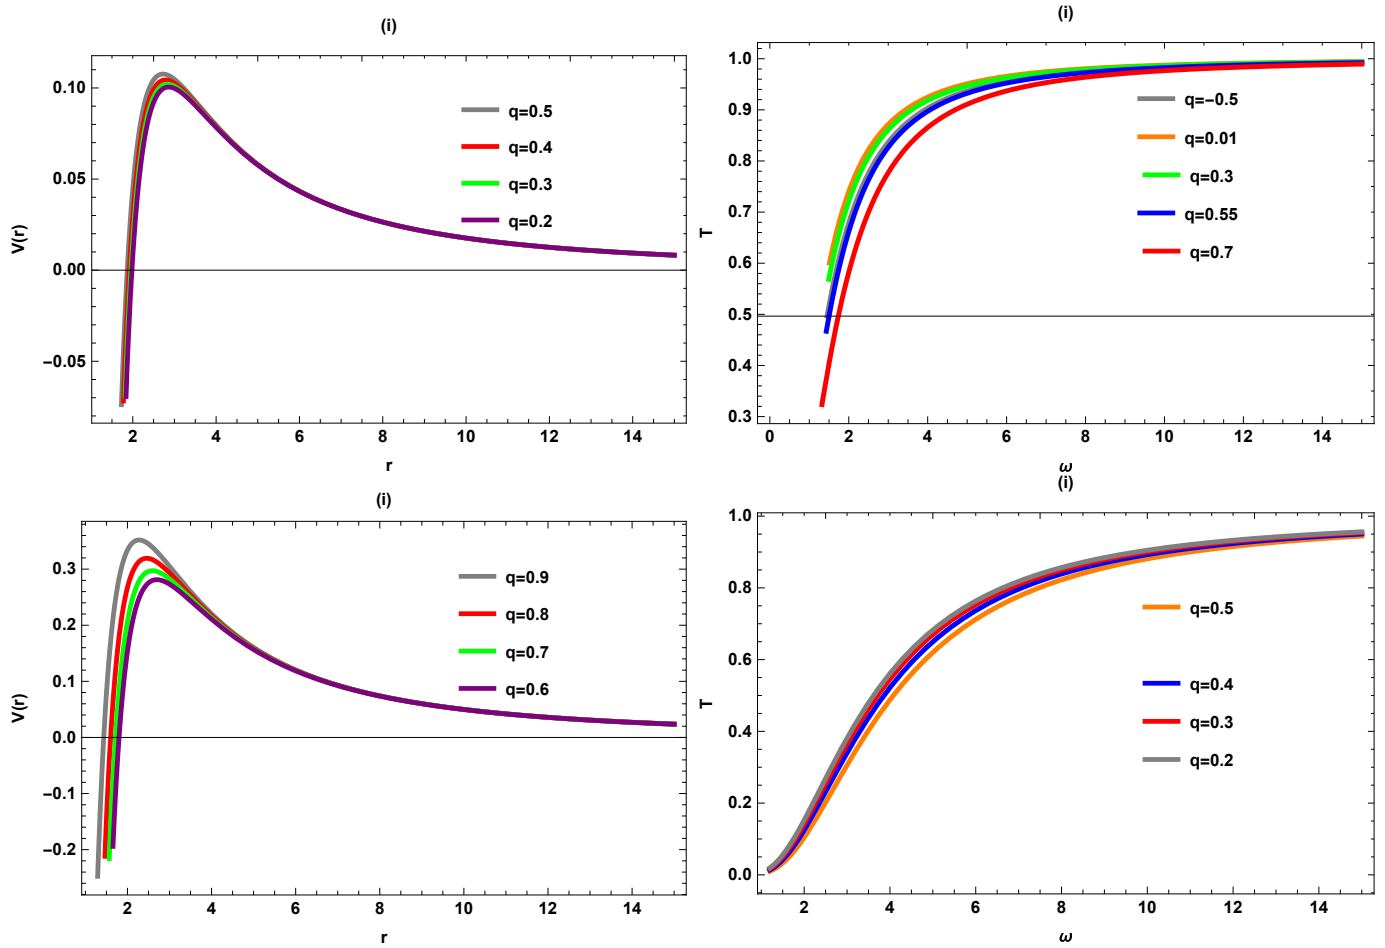 (i)
V(r)
0.10
0.05
0.00
−0.05
q=0.5
q=0.4
q=0.3
q=0.2
2 4 6 8 10 12 14
r
(i)
T
1.0
0.9
0.8
0.7
0.6
0.5
0.4
0.3
q=−0.5
q=0.01
q=0.3
q=0.55
q=0.7
0 2 4 6 8 10 12 14
ω
(i)
V(r)
0.3
0.2
0.1
0.0
−0.1
−0.2
q=0.9
q=0.8
q=0.7
q=0.6
2 4 6 8 10 12 14
r
(i)
T
1.0
0.8
0.6
0.4
0.2
0.0
q=0.5
q=0.4
q=0.3
q=0.2
2 4 6 8 10 12 14
ω